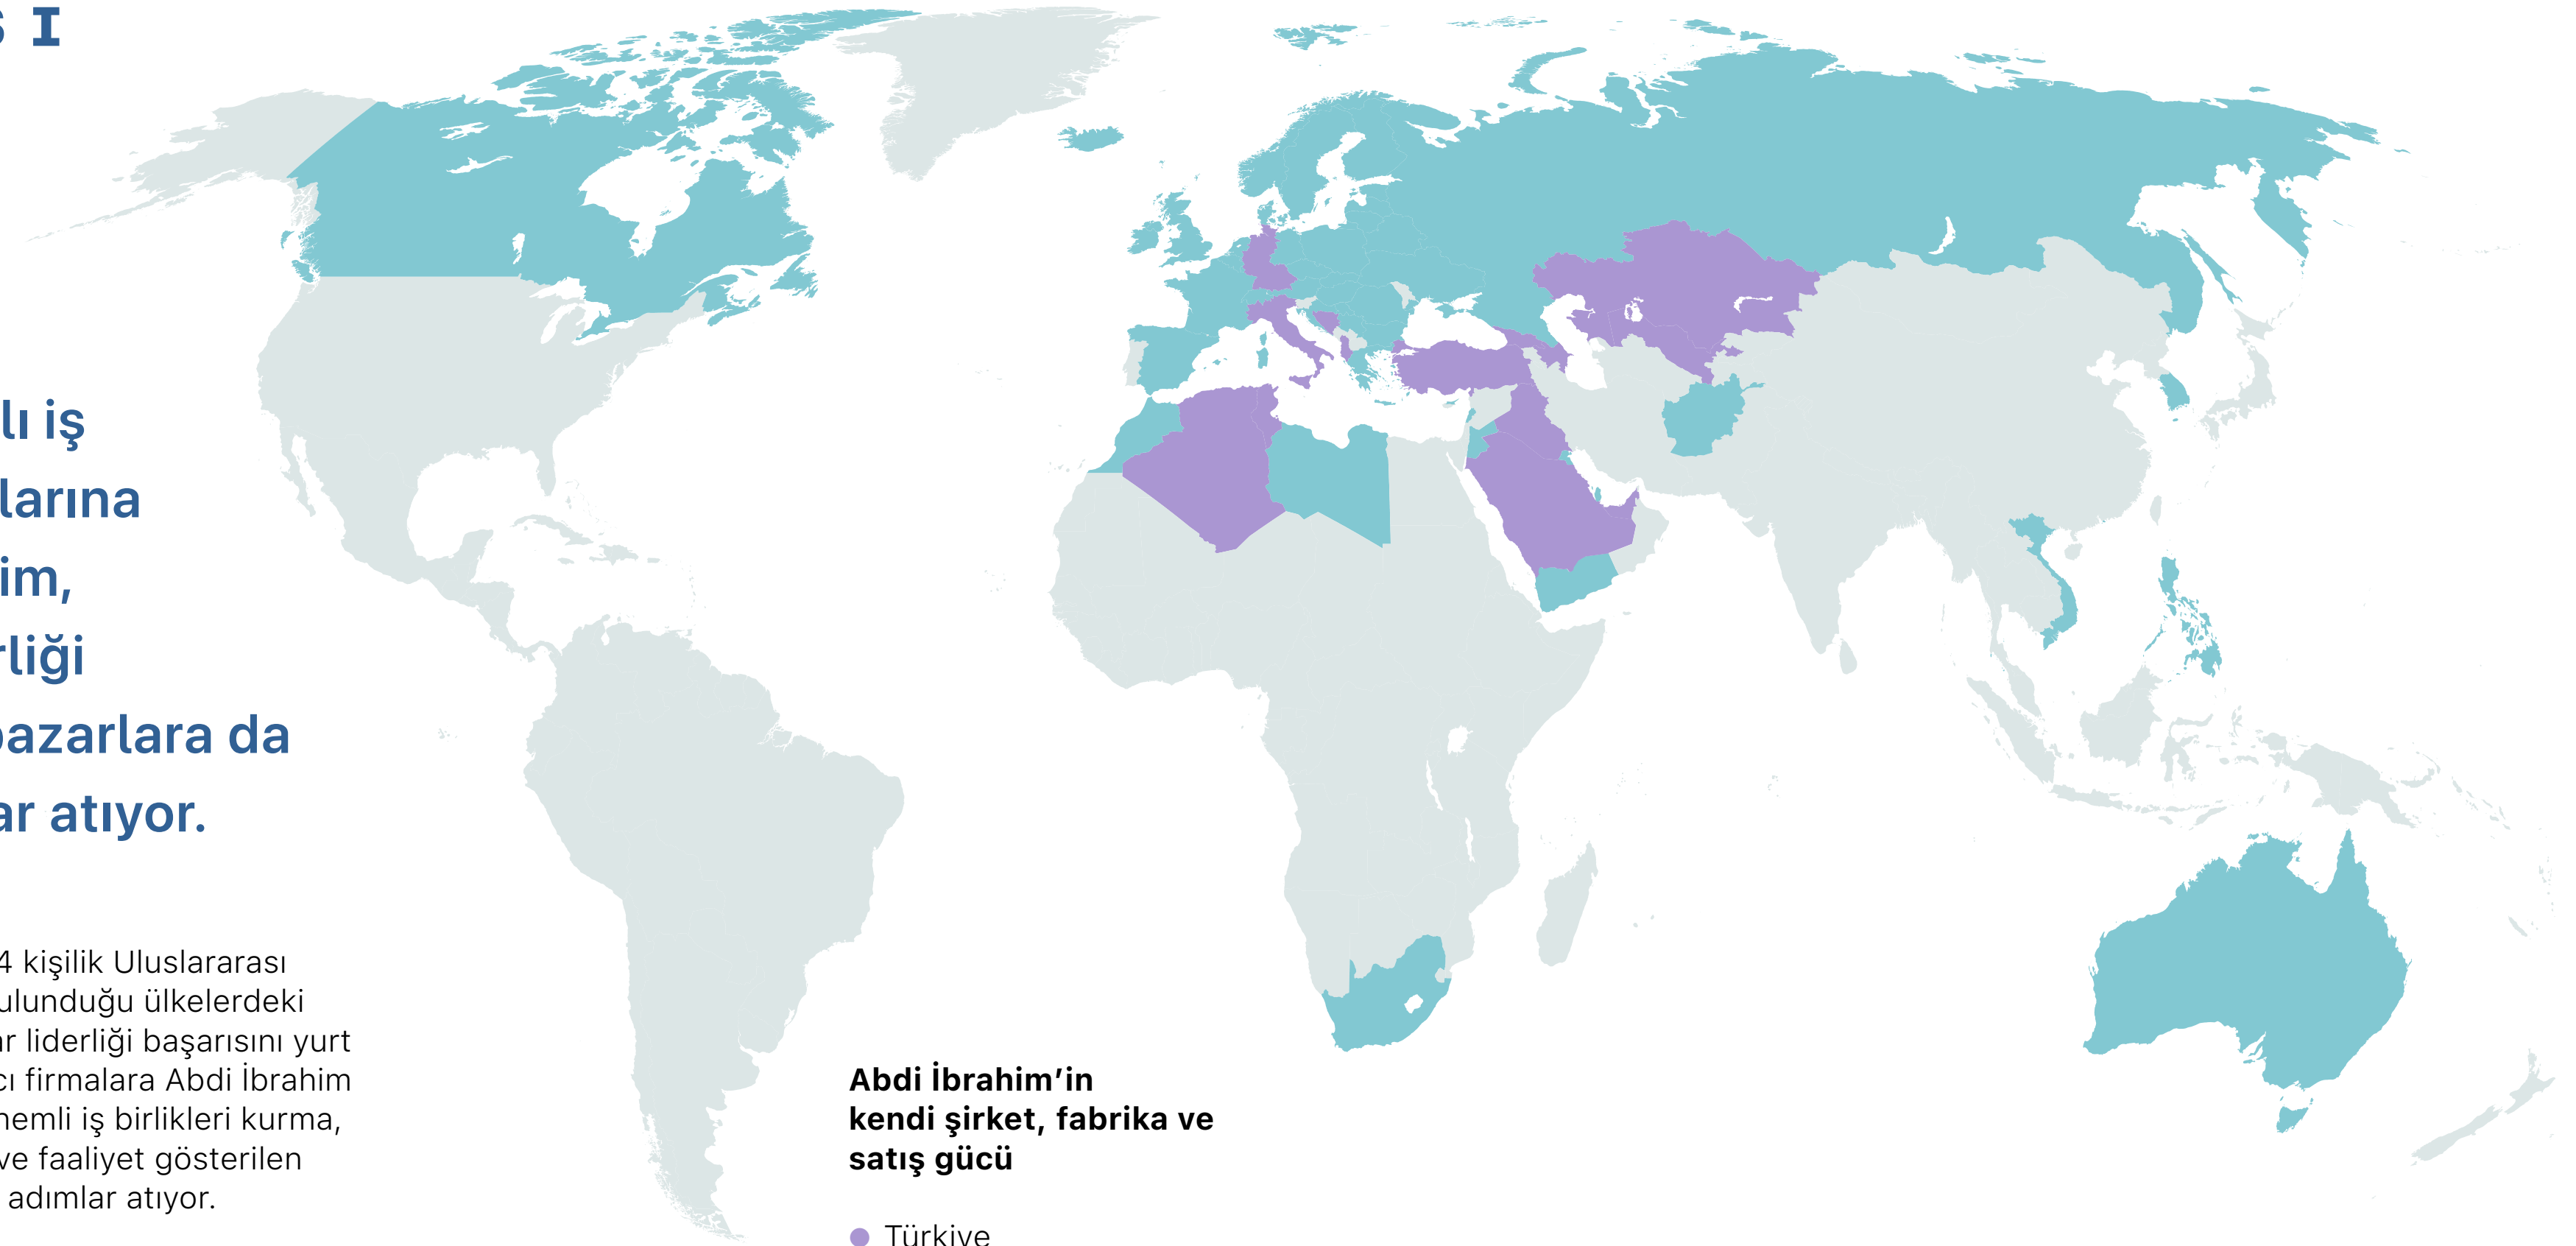 I
lı iş
larına
im,
rliği
pazarlara da
ar atıyor.
4 kişilik Uluslararası
ulunduğu ülkelerdeki
ar liderliği başarısını yurt
cı firmalara Abdi İbrahim
nemli iş birlikleri kurma,
ve faaliyet gösterilen
adımlar atıyor.
Abdi İbrahim’in
kendi şirket, fabrika ve
satış gücü
Türkiye